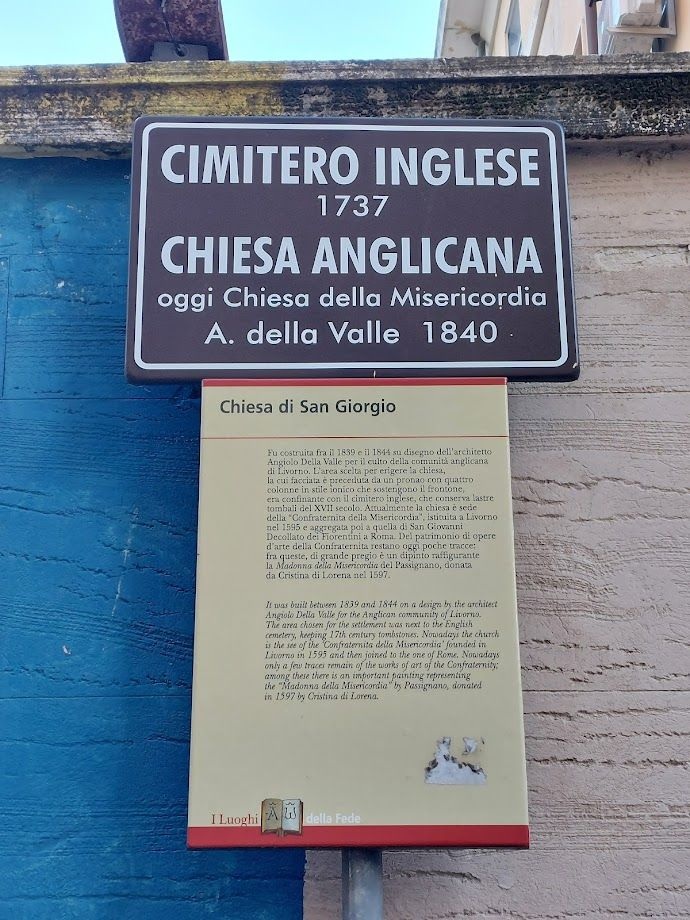 CIMITERO INGLESE
1737
CHIESA ANGLICANA
oggi Chiesa della Misericordia
A. della Valle 1840
Chiesa di San Giorgio
Fu costruita fra il 1839 e il 1844 su disegno dell'architetto
Angiolo Della Valle per il culto della comunità anglicana
di Livorno. L'area scelta per erigere la chiesa,
la cui facciata è preceduta da un pronao con quattro
colonne in stile ionico che sostengono il frontone,
era confinante con il cimitero inglese, che conserva lastre
tombali del XVII secolo. Attualmente la chiesa è sede
della "Confraternita della Misericordia", istituita a Livorno
nel 1595 e aggregata poi a quella di San Giovanni
Decollato dei Fiorentini a Roma. Del patrimonio di opere
d'arte della Confraternita restano oggi poche tracce:
fra queste, di grande pregio è un dipinto raffigurante
la Madonna della Misericordia del Passignano, donata
da Cristina di Lorena nel 1597.
It was built between 1839 and 1844 on a design by the architect
Angiolo Della Valle for the Anglican community of Livorno.
The area chosen for the settlement was next to the English
cemetery, keeping 17th century tombstones. Nowadays the church
is the see of the 'Confraternita della Misericordia' founded in
Livorno in 1595 and then joined to the one of Rome. Nowadays
only a few traces remain of the works of art of the Confraternity;
among these there is an important painting representing
the "Madonna della Misericordia" by Passignano, donated
in 1597 by Cristina di Lorena.
I Luoghi della Fede